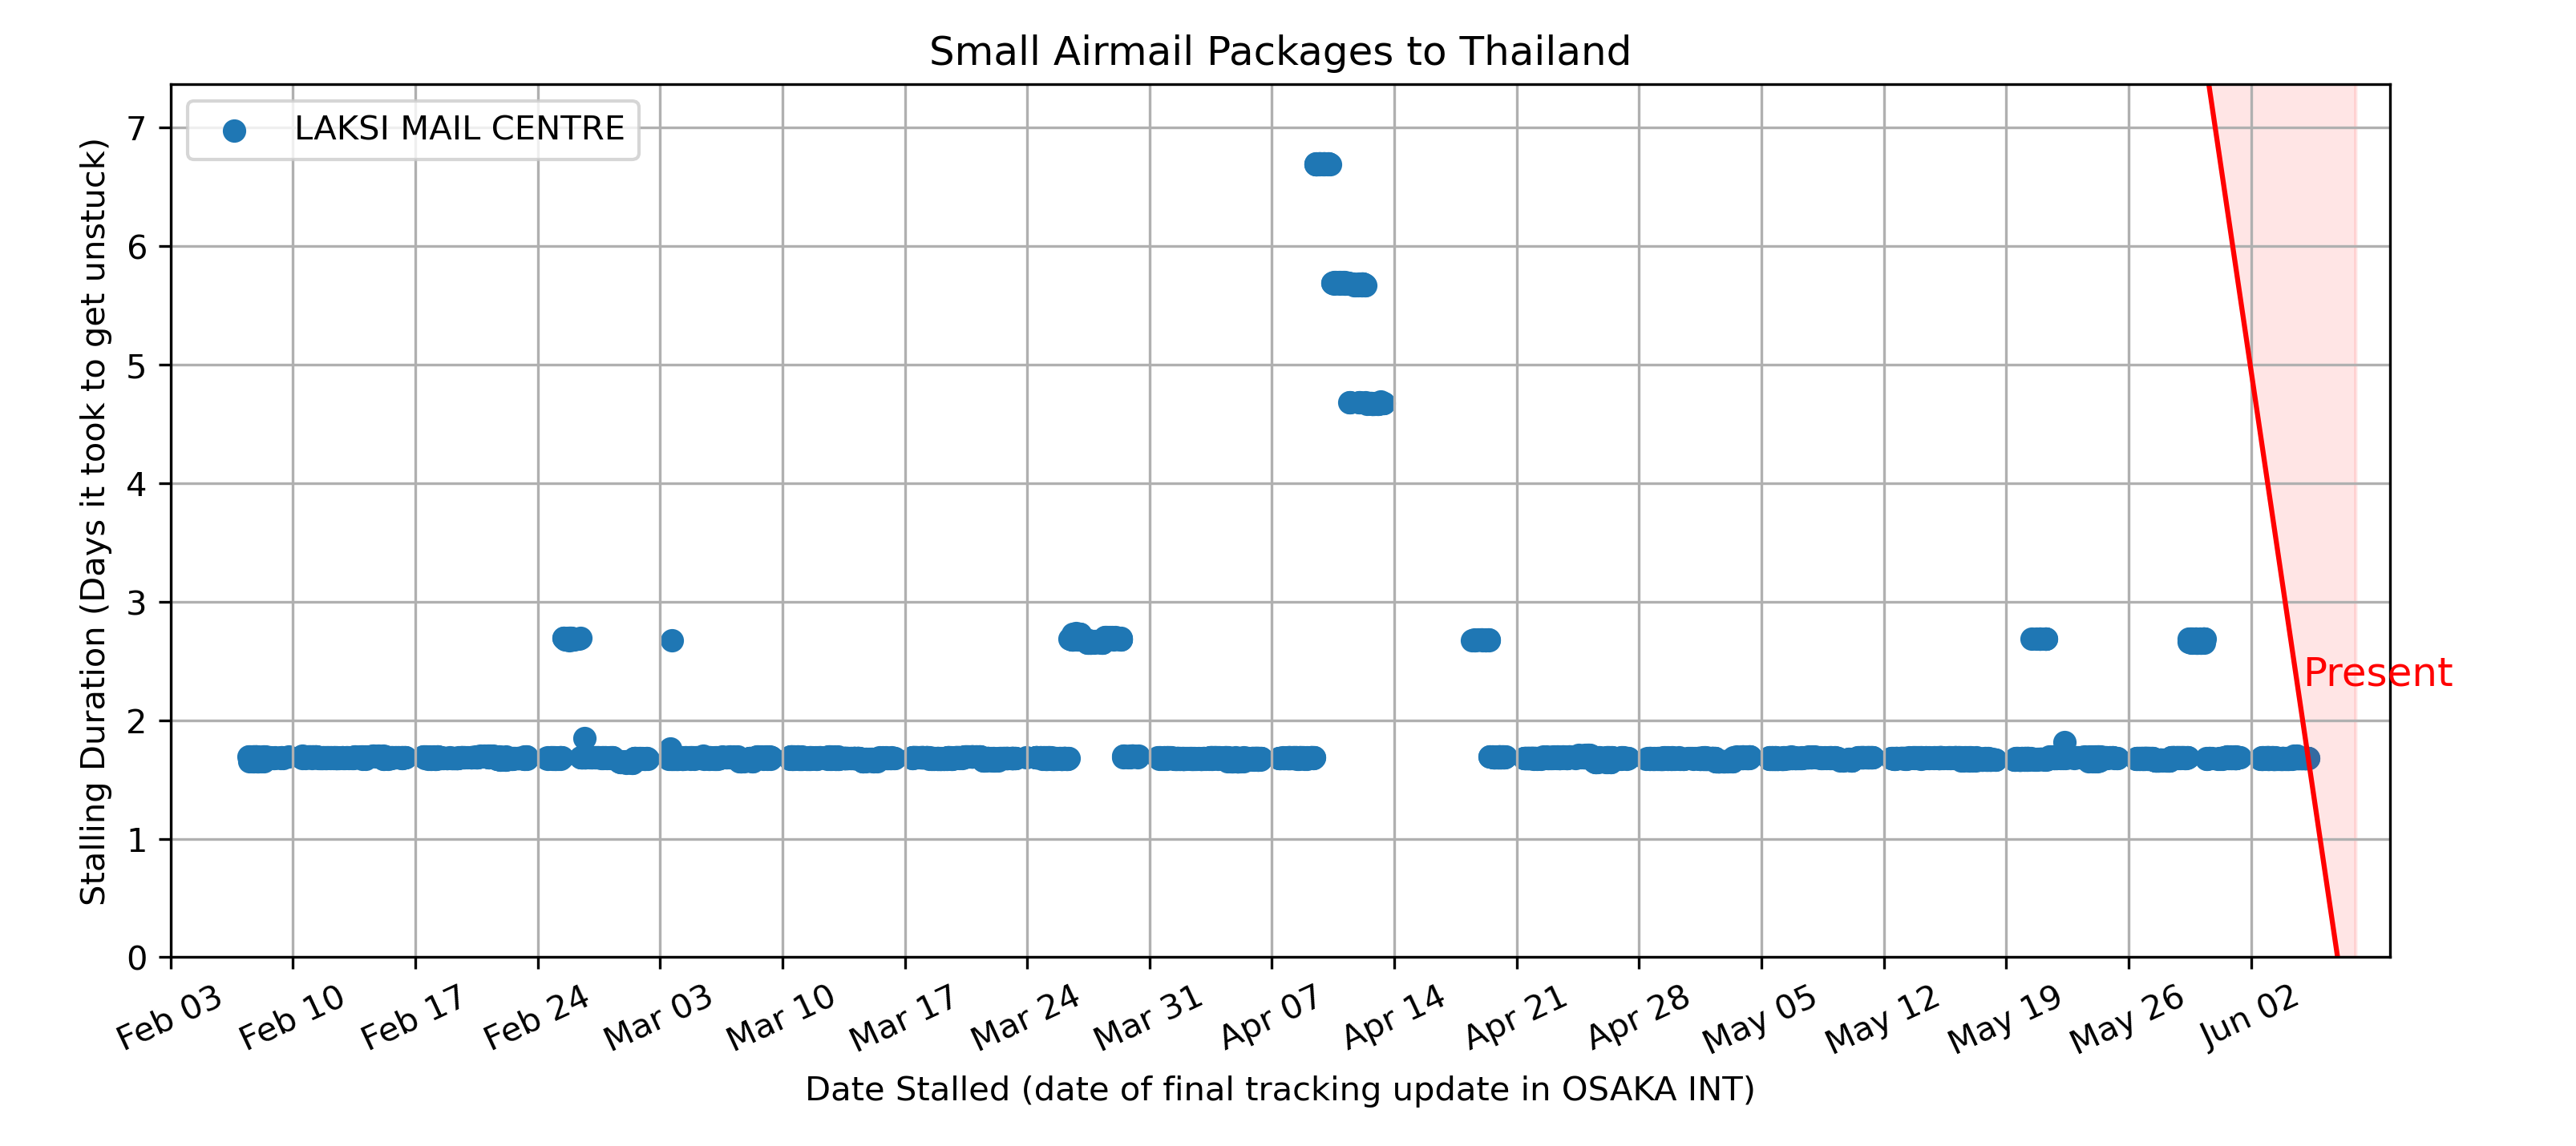 Small Airmail Packages to Thailand
LAKSI MAIL CENTRE
Stalling Duration (Days it took to get unstuck)
7
6
5
4
3
2
1
0
Present
Feb 03
Feb 10
Feb 17
Feb 24
Mar 03
Mar 10
Mar 17
Mar 24
Mar 31
Apr 07
Apr 14
Apr 21
Apr 28
May 05
May 12
May 19
May 26
Jun 02
Date Stalled (date of final tracking update in OSAKA INT)